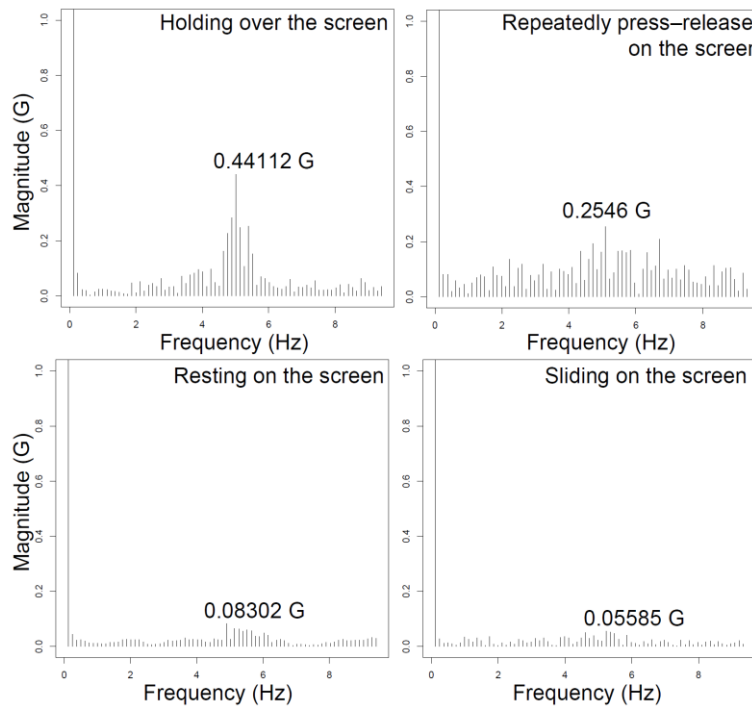 Holding over the screen
Magnitude (G)
1.0
0.8
0.6
0.4
0.2
0.0
0.44112 G
0 2 4 6 8
Frequency (Hz)
Repeatedly press–release
on the screen
1.0
0.8
0.6
0.4
0.2
0.0
0.2546 G
0 2 4 6 8
Frequency (Hz)
Resting on the screen
Magnitude (G)
1.0
0.8
0.6
0.4
0.2
0.0
0.08302 G
0 2 4 6 8
Frequency (Hz)
Sliding on the screen
1.0
0.8
0.6
0.4
0.2
0.0
0.05585 G
0 2 4 6 8
Frequency (Hz)